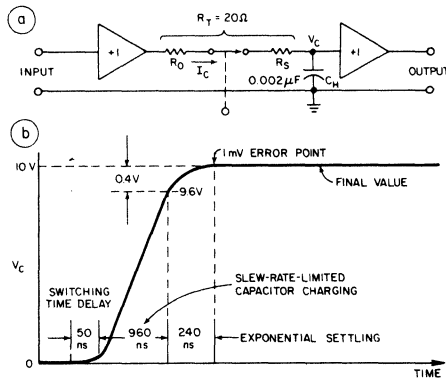 a
R_T = 20Ω
+1
R_O
I_C
R_S
V_C
+1
INPUT
0.002μF
C_H
OUTPUT
b
10 V
0.4V
9.6V
1mV ERROR POINT
FINAL VALUE
V_C
SWITCHING
TIME DELAY
SLEW-RATE-LIMITED
CAPACITOR CHARGING
50
ns
960
ns
240
ns
EXPONENTIAL SETTLING
0
TIME